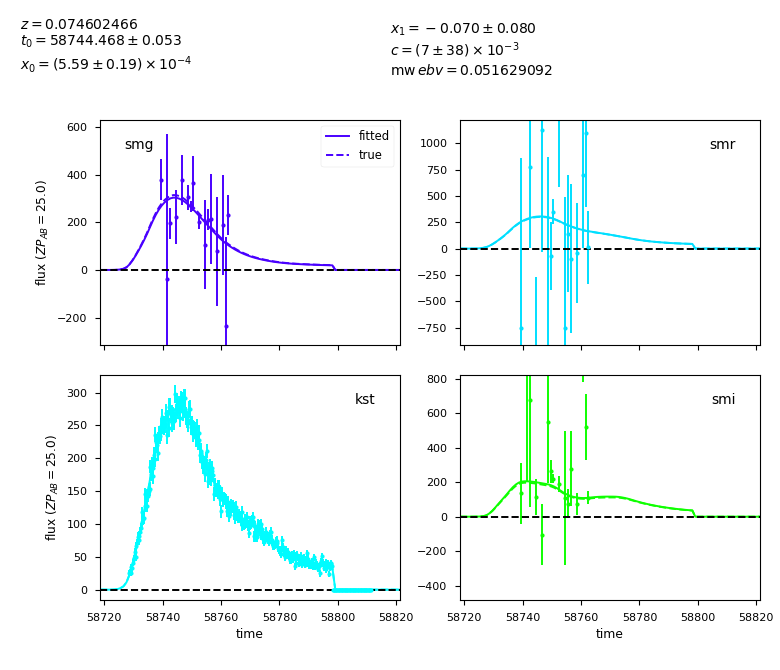 z = 0.074602466
t₀ = 58744.468 ± 0.053
x₀ = (5.59 ± 0.19) × 10⁻⁴
x₁ = −0.070 ± 0.080
c = (7 ± 38) × 10⁻³
mw ebv = 0.051629092
600
400
200
0
−200
flux (ZP_AB = 25.0)
smg
fitted
true
1000
750
500
250
0
−250
−500
−750
smr
300
250
200
150
100
50
0
flux (ZP_AB = 25.0)
kst
58720 58740 58760 58780 58800 58820
time
800
600
400
200
0
−200
−400
smi
58720 58740 58760 58780 58800 58820
time